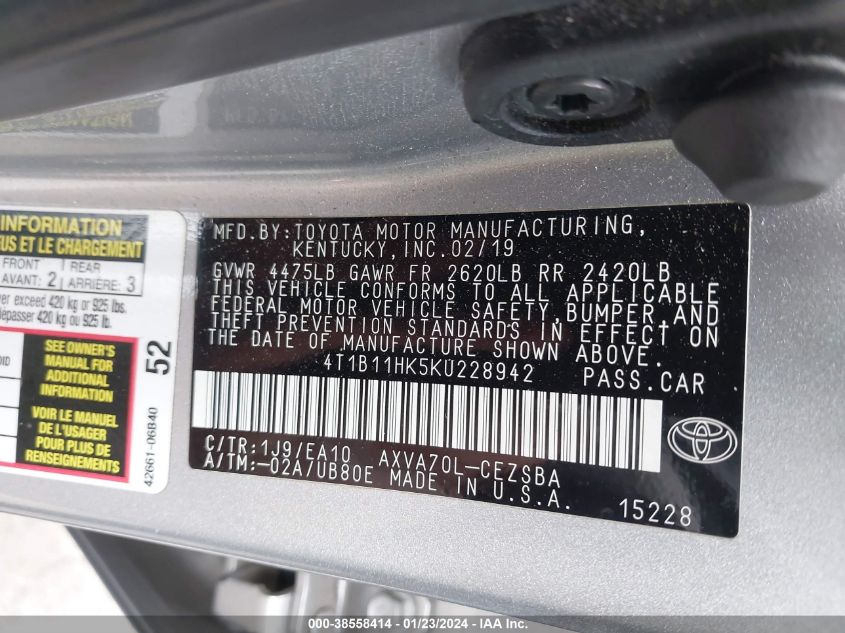 INFORMATION
EUS ET LE CHARGEMENT
FRONT
AVANT: 2
REAR
ARRIÈRE: 3
ver exceed 420 kg or 925 lbs.
dépasser 420 kg ou 925 lb.
SEE OWNER'S
MANUAL FOR
ADDITIONAL
INFORMATION
VOIR LE MANUEL
DE L'USAGER
POUR PLUS DE
RENSEIGNEMENTS
52
42661-06B40
MFD.BY:TOYOTA MOTOR MANUFACTURING,
KENTUCKY,INC.02/19
GVWR 4475LB GAWR FR 2620LB RR 2420LB
THIS VEHICLE CONFORMS TO ALL APPLICABLE
FEDERAL MOTOR VEHICLE SAFETY,BUMPER,AND
THEFT PREVENTION STANDARDS IN EFFECT ON
THE DATE OF MANUFACTURE SHOWN ABOVE.
4T1B11HK5KU228942 PASS.CAR
C/TR:1J9/EA10 AXVA70L-CEZSBA
A/TM:-02A/UB80E MADE IN U.S.A.
15228
000-38558414 - 01/23/2024 - IAA Inc.